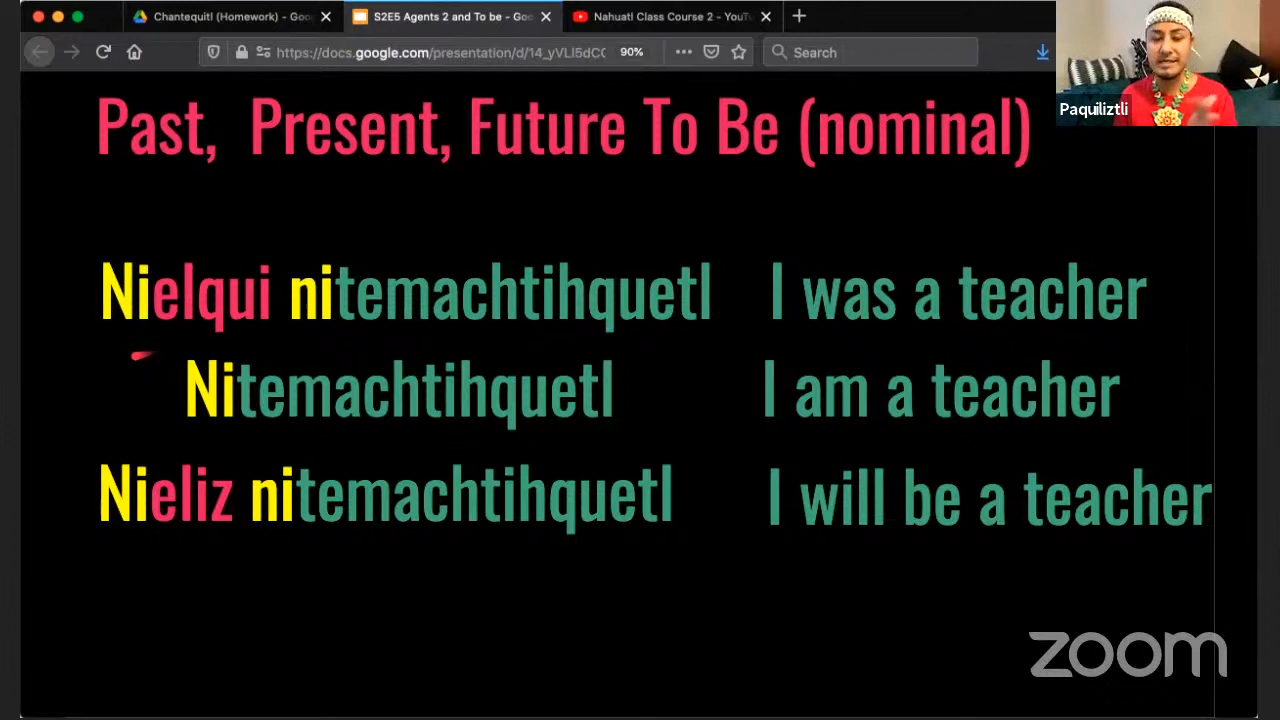 Chantequitl (Homework) - Goo
S2E5 Agents 2 and To be - Goo
Nahuatl Class Course 2 - YouTu
https://docs.google.com/presentation/d/14_yVLl5dC
90%
Search
Paquiliztli
Past, Present, Future To Be (nominal)
Nielqui nitemachtihquetl I was a teacher
Nitemachtihquetl I am a teacher
Nieliz nitemachtihquetl I will be a teacher
zoom